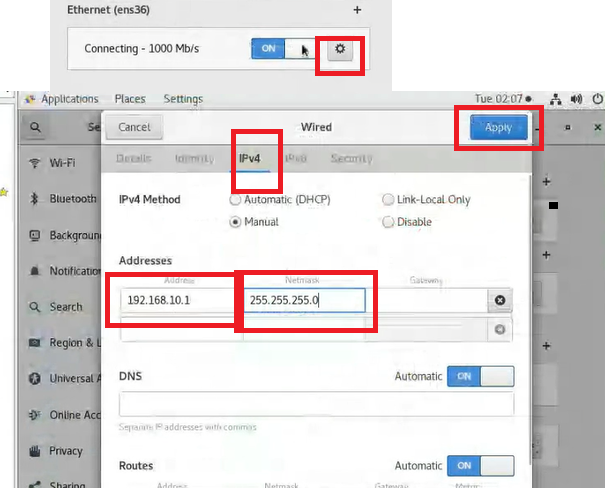 Ethernet (ens36) +
Connecting - 1000 Mb/s ON
Applications Places Settings Tue 02:07
Se Cancel Wired Apply
Details Identity IPv4 IPv6 Security
Wi-Fi
Bluetooth
Background
Notification
Search
Region & L
Universal A
Online Acc
Privacy
Sharing
IPv4 Method Automatic (DHCP) Link-Local Only
Manual Disable
Addresses
Address Netmask Gateway
192.168.10.1 255.255.255.0
DNS Automatic ON
Separate IP addresses with commas
Routes Automatic ON
Address Netmask Gateway Metric